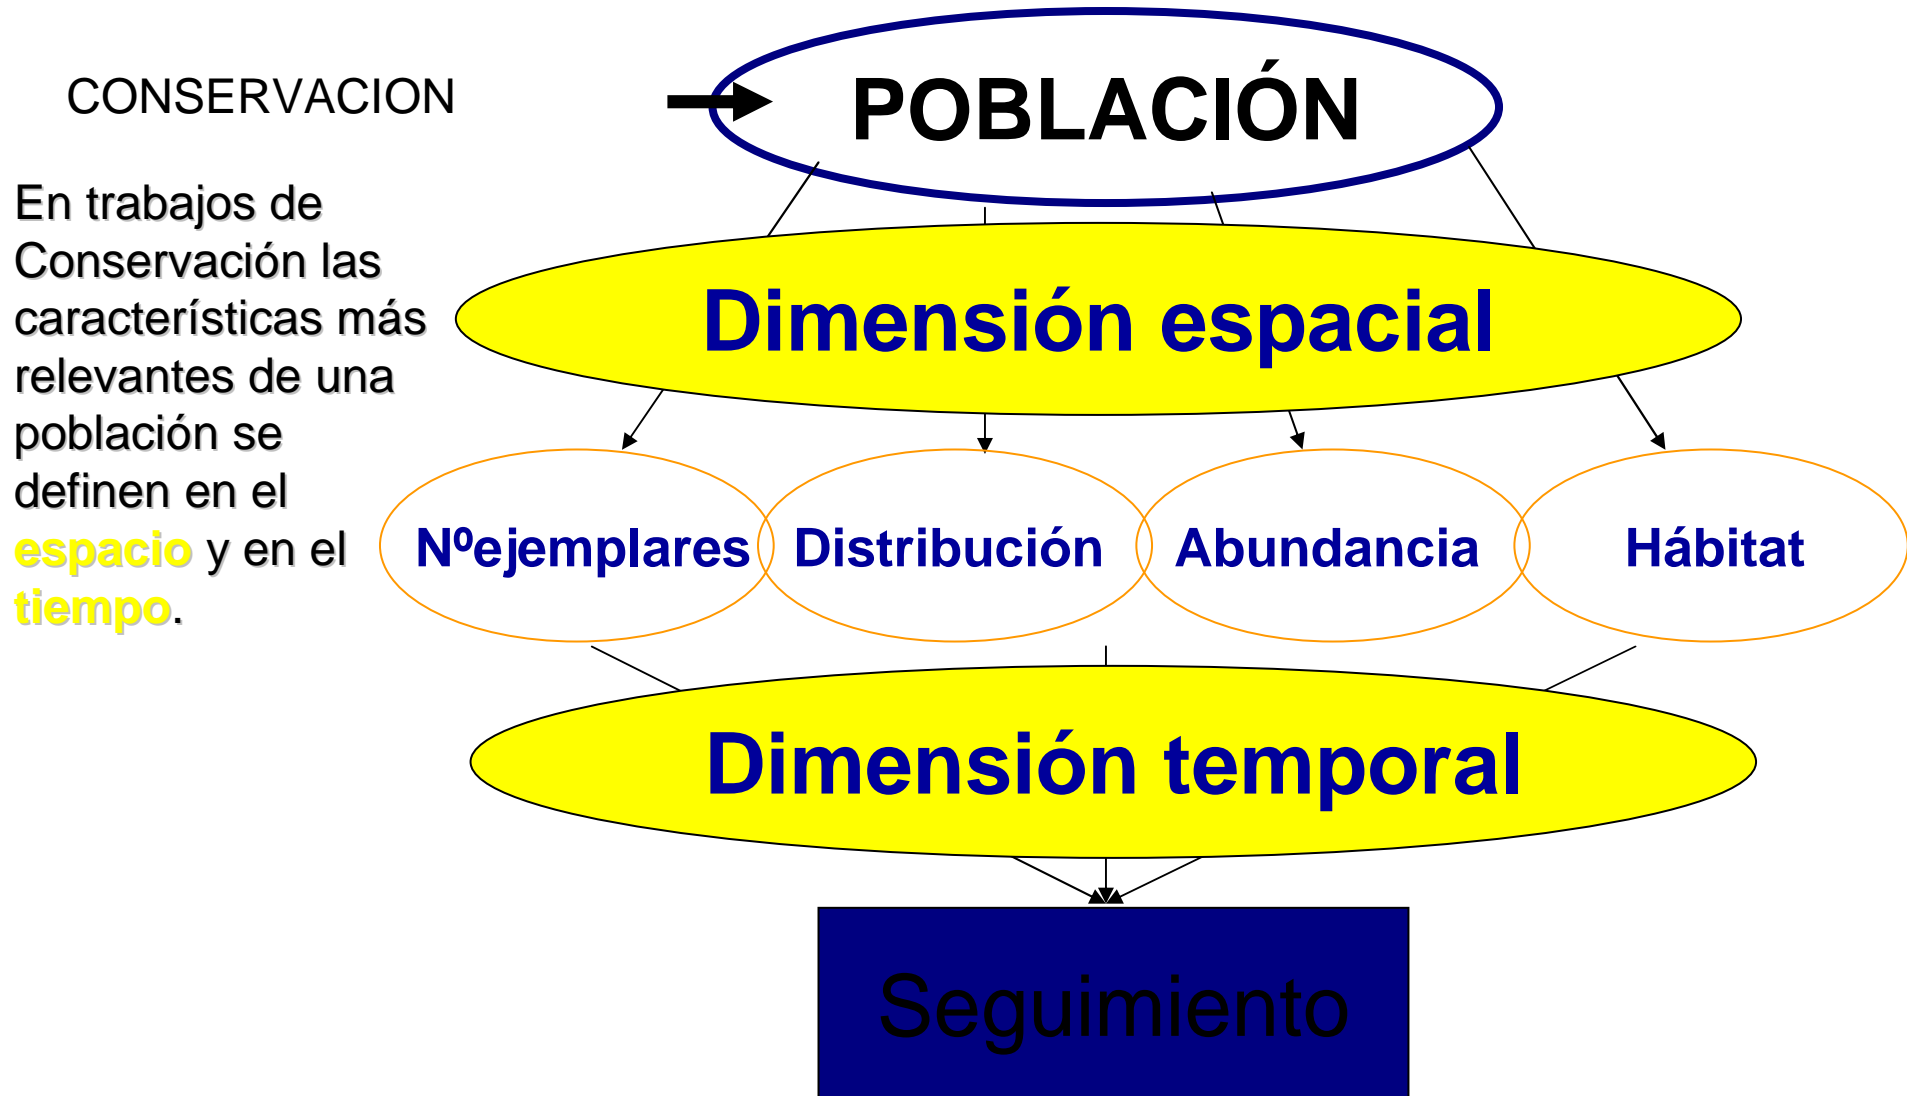 CONSERVACION
POBLACIÓN
En trabajos de
Conservación las
características más
relevantes de una
población se
definen en el
espacio y en el
tiempo.
Dimensión espacial
Nºejemplares
Distribución
Abundancia
Hábitat
Dimensión temporal
Seguimiento